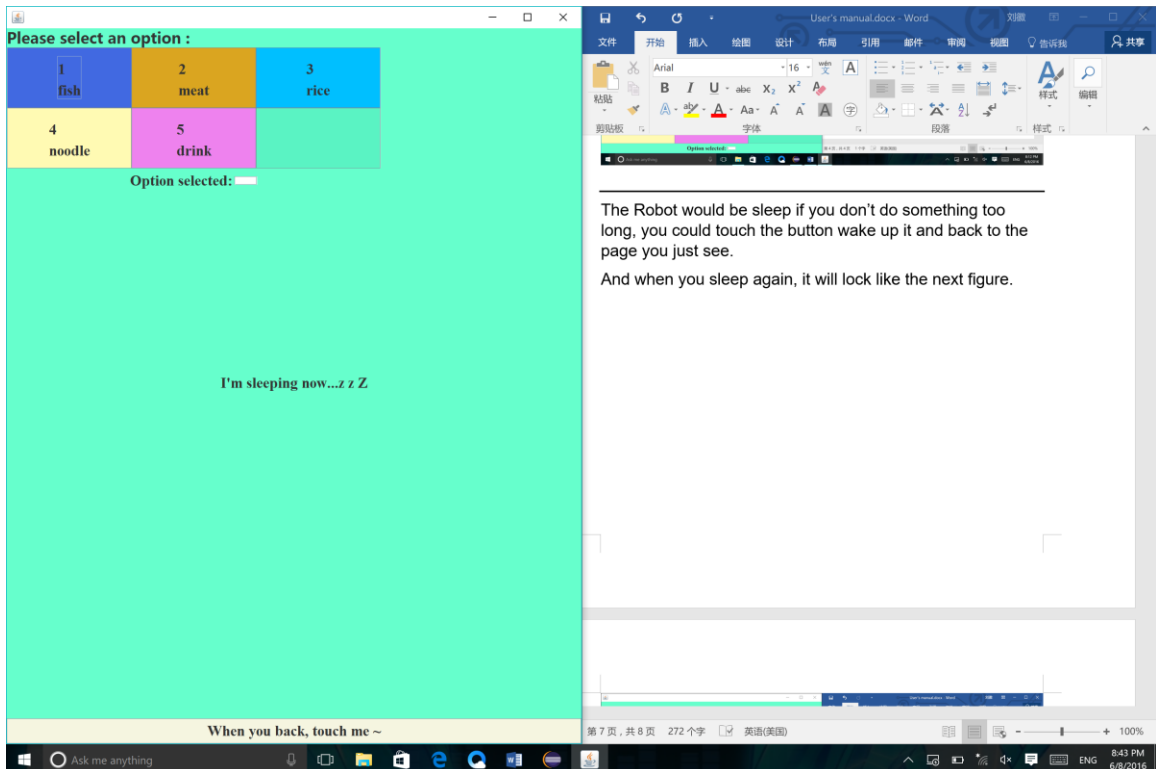 Please select an option :
1
fish
2
meat
3
rice
4
noodle
5
drink
Option selected:
I'm sleeping now...z z Z
When you back, touch me ~
User's manual.docx - Word
文件 开始 插入 绘图 设计 布局 引用 邮件 审阅 视图 告诉我 共享
Arial 16
粘贴
样式
编辑
剪贴板 字体 段落 样式
Option selected:
The Robot would be sleep if you don't do something too
long, you could touch the button wake up it and back to the
page you just see.
And when you sleep again, it will lock like the next figure.
第 7 页，共 8 页 272 个字 英语(美国) 100%
Ask me anything
ENG
8:43 PM
6/8/2016